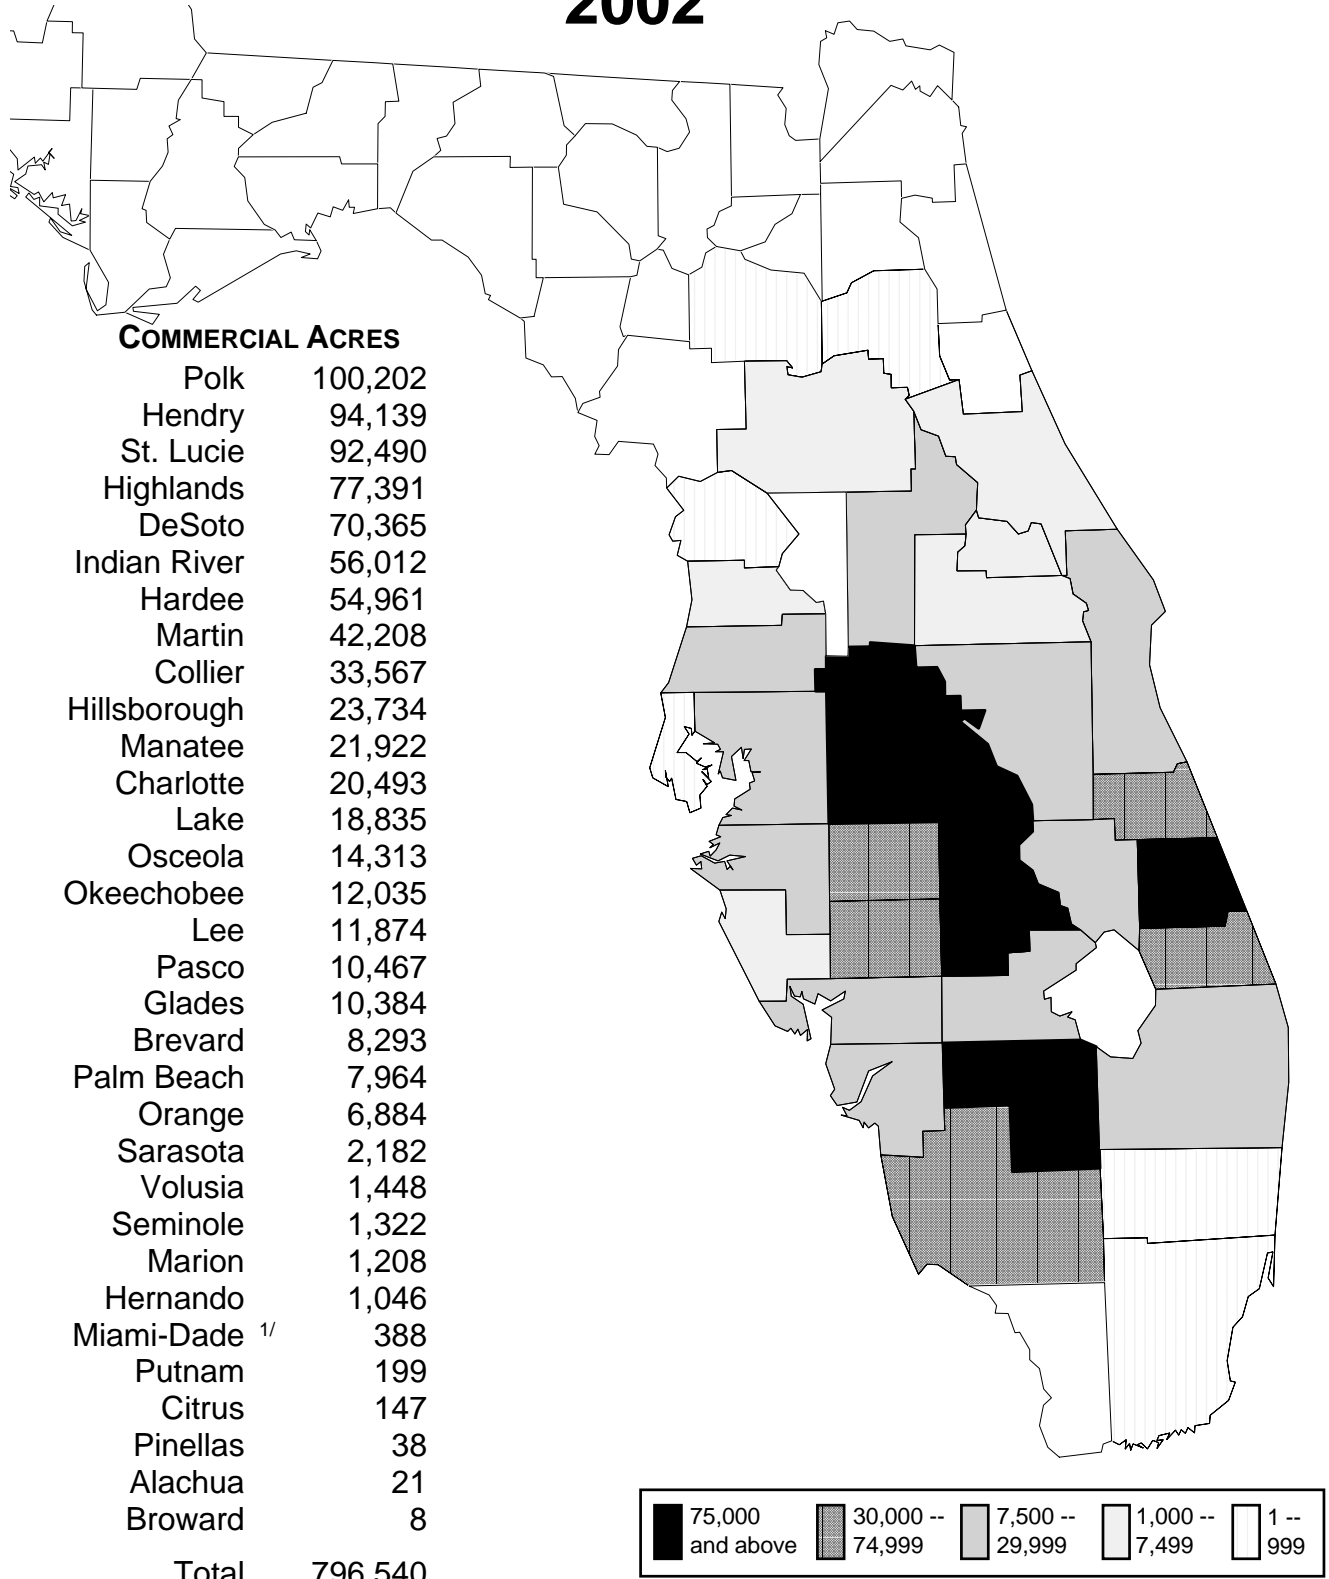 2002
COMMERCIAL ACRES
Polk 100,202
Hendry 94,139
St. Lucie 92,490
Highlands 77,391
DeSoto 70,365
Indian River 56,012
Hardee 54,961
Martin 42,208
Collier 33,567
Hillsborough 23,734
Manatee 21,922
Charlotte 20,493
Lake 18,835
Osceola 14,313
Okeechobee 12,035
Lee 11,874
Pasco 10,467
Glades 10,384
Brevard 8,293
Palm Beach 7,964
Orange 6,884
Sarasota 2,182
Volusia 1,448
Seminole 1,322
Marion 1,208
Hernando 1,046
Miami-Dade 1/ 388
Putnam 199
Citrus 147
Pinellas 38
Alachua 21
Broward 8
Total 796,540
75,000
and above
30,000 --
74,999
7,500 --
29,999
1,000 --
7,499
1 --
999